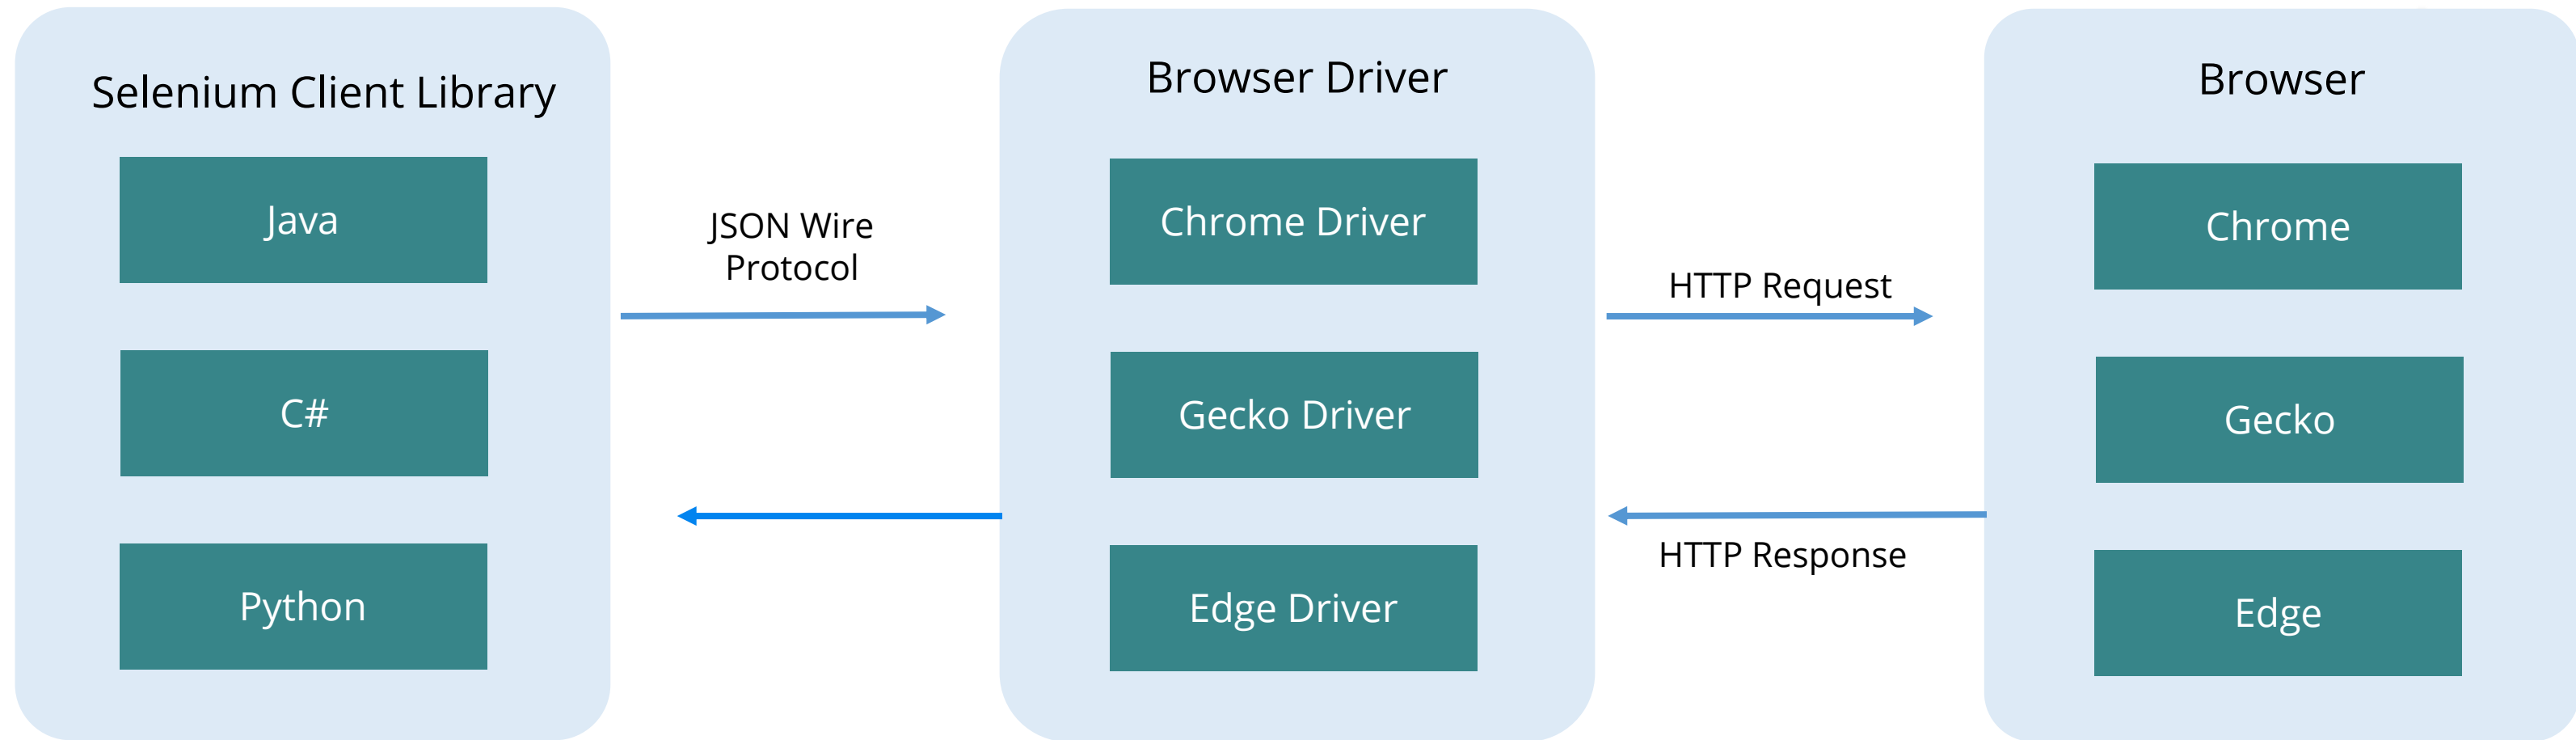 Selenium Client Library
Java
C#
Python
JSON Wire
Protocol
Browser Driver
Chrome Driver
Gecko Driver
Edge Driver
HTTP Request
HTTP Response
Browser
Chrome
Gecko
Edge